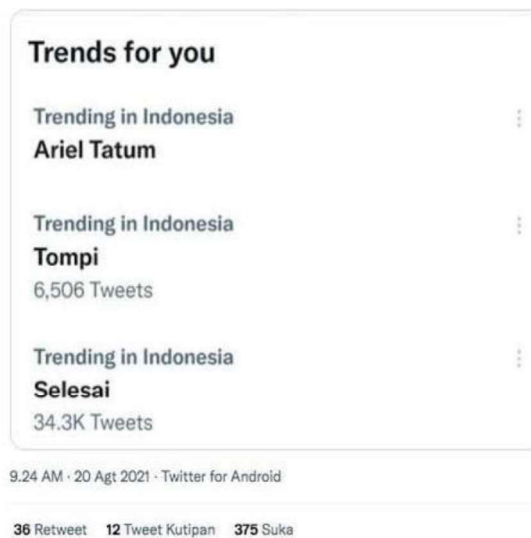 Trends for you
Trending in Indonesia
Ariel Tatum
Trending in Indonesia
Tompi
6,506 Tweets
Trending in Indonesia
Selesai
34.3K Tweets
9.24 AM · 20 Agt 2021 · Twitter for Android
36 Retweet 12 Tweet Kutipan 375 Suka